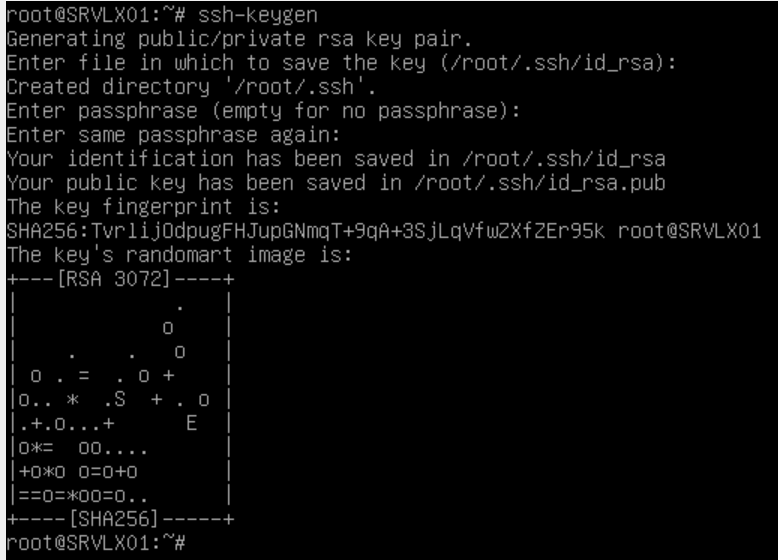 root@SRVLX01:~# ssh-keygen
Generating public/private rsa key pair.
Enter file in which to save the key (/root/.ssh/id_rsa):
Created directory '/root/.ssh'.
Enter passphrase (empty for no passphrase):
Enter same passphrase again:
Your identification has been saved in /root/.ssh/id_rsa
Your public key has been saved in /root/.ssh/id_rsa.pub
The key fingerprint is:
SHA256:TvrlijOdpugFHJupGNmqT+9qA+3SjLqVfwZXfZEr95k root@SRVLX01
The key's randomart image is:
+---[RSA 3072]----+
|              .  |
|             o   |
|    .    .    o   |
| o . =  . o +    |
|o.. *  .S  + . o |
|.+.o...+      E  |
|o*=  oo....      |
|+o*o o=o+o       |
|==o=*oo=o..      |
+----[SHA256]-----+
root@SRVLX01:~#